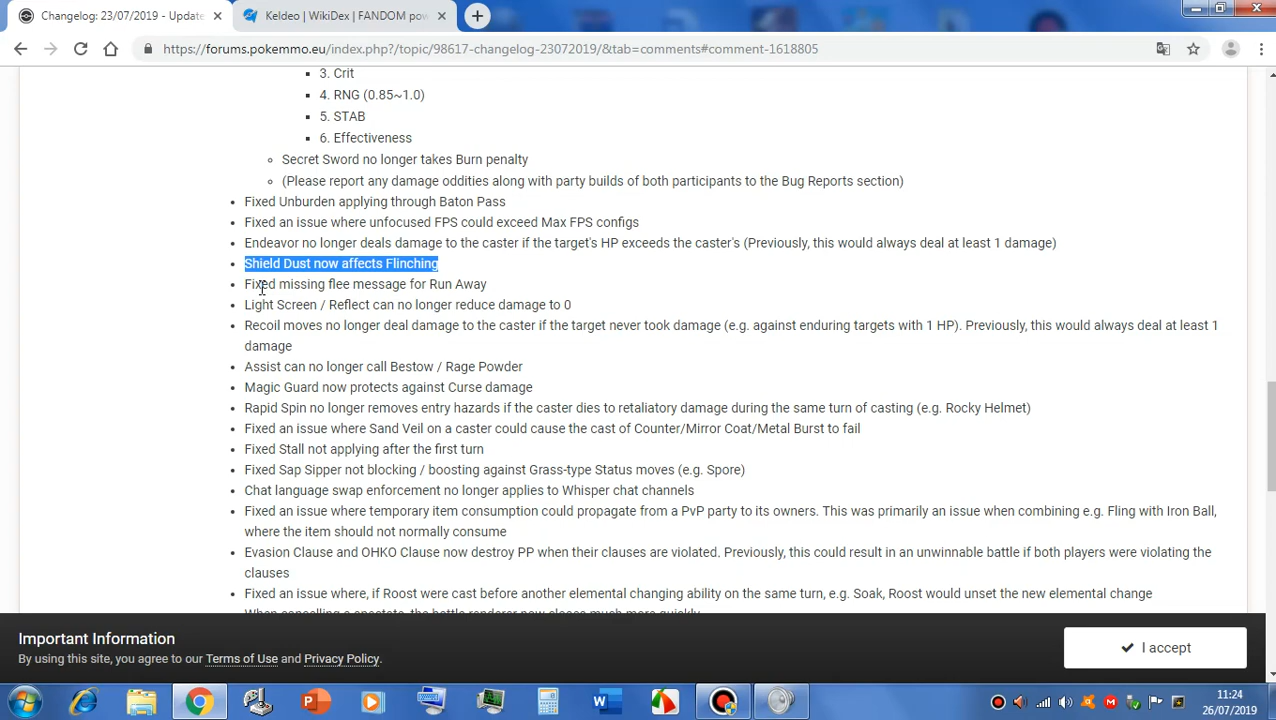 Changelog: 23/07/2019 - Update
Keldeo | WikiDex | FANDOM pow
https://forums.pokemmo.eu/index.php?/topic/98617-changelog-23072019/&tab=comments#comment-1618805
3. Crit
4. RNG (0.85~1.0)
5. STAB
6. Effectiveness
Secret Sword no longer takes Burn penalty
(Please report any damage oddities along with party builds of both participants to the Bug Reports section)
Fixed Unburden applying through Baton Pass
Fixed an issue where unfocused FPS could exceed Max FPS configs
Endeavor no longer deals damage to the caster if the target's HP exceeds the caster's (Previously, this would always deal at least 1 damage)
Shield Dust now affects Flinching
Fixed missing flee message for Run Away
Light Screen / Reflect can no longer reduce damage to 0
Recoil moves no longer deal damage to the caster if the target never took damage (e.g. against enduring targets with 1 HP). Previously, this would always deal at least 1
damage
Assist can no longer call Bestow / Rage Powder
Magic Guard now protects against Curse damage
Rapid Spin no longer removes entry hazards if the caster dies to retaliatory damage during the same turn of casting (e.g. Rocky Helmet)
Fixed an issue where Sand Veil on a caster could cause the cast of Counter/Mirror Coat/Metal Burst to fail
Fixed Stall not applying after the first turn
Fixed Sap Sipper not blocking / boosting against Grass-type Status moves (e.g. Spore)
Chat language swap enforcement no longer applies to Whisper chat channels
Fixed an issue where temporary item consumption could propagate from a PvP party to its owners. This was primarily an issue when combining e.g. Fling with Iron Ball,
where the item should not normally consume
Evasion Clause and OHKO Clause now destroy PP when their clauses are violated. Previously, this could result in an unwinnable battle if both players were violating the
clauses
Fixed an issue where, if Roost were cast before another elemental changing ability on the same turn, e.g. Soak, Roost would unset the new elemental change
When cancelling a spectate, the battle renderer now closes much more quickly
Important Information
By using this site, you agree to our Terms of Use and Privacy Policy.
I accept
11:24
26/07/2019